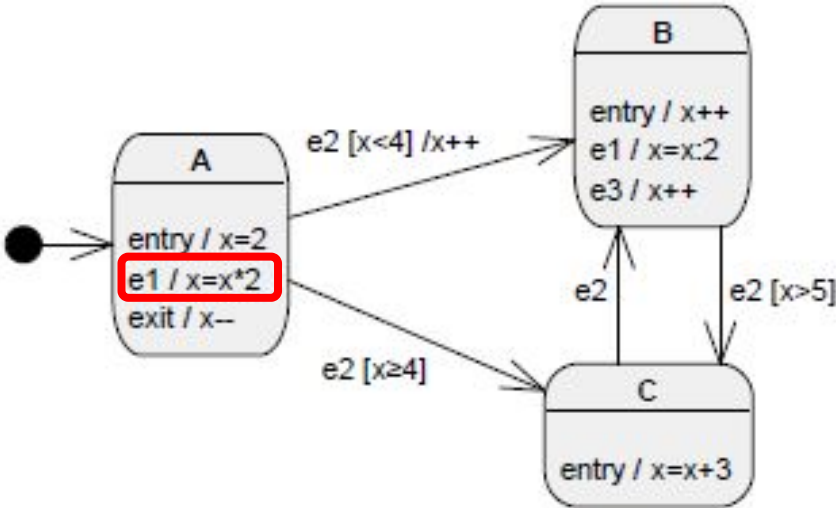 B
entry / x++
e1 / x=x:2
e3 / x++
e2 [x<4] /x++
A
entry / x=2
e1 / x=x*2
exit / x--
e2
e2 [x>5]
e2 [x≥4]
C
entry / x=x+3